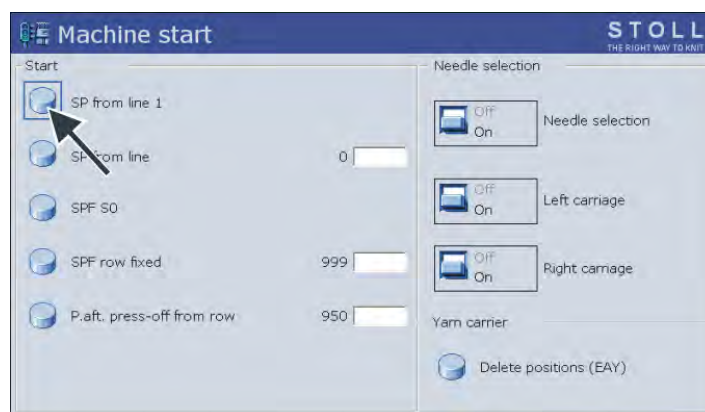 Machine start
STOLL
THE RIGHT WAY TO KNIT
Start
SP from line 1
SP from line 0
SPF S0
SPF row fixed 999
P.aft. press-off from row 950
Needle selection
Off
On
Needle selection
Off
On
Left carriage
Off
On
Right carriage
Yarn carrier
Delete positions (EAY)